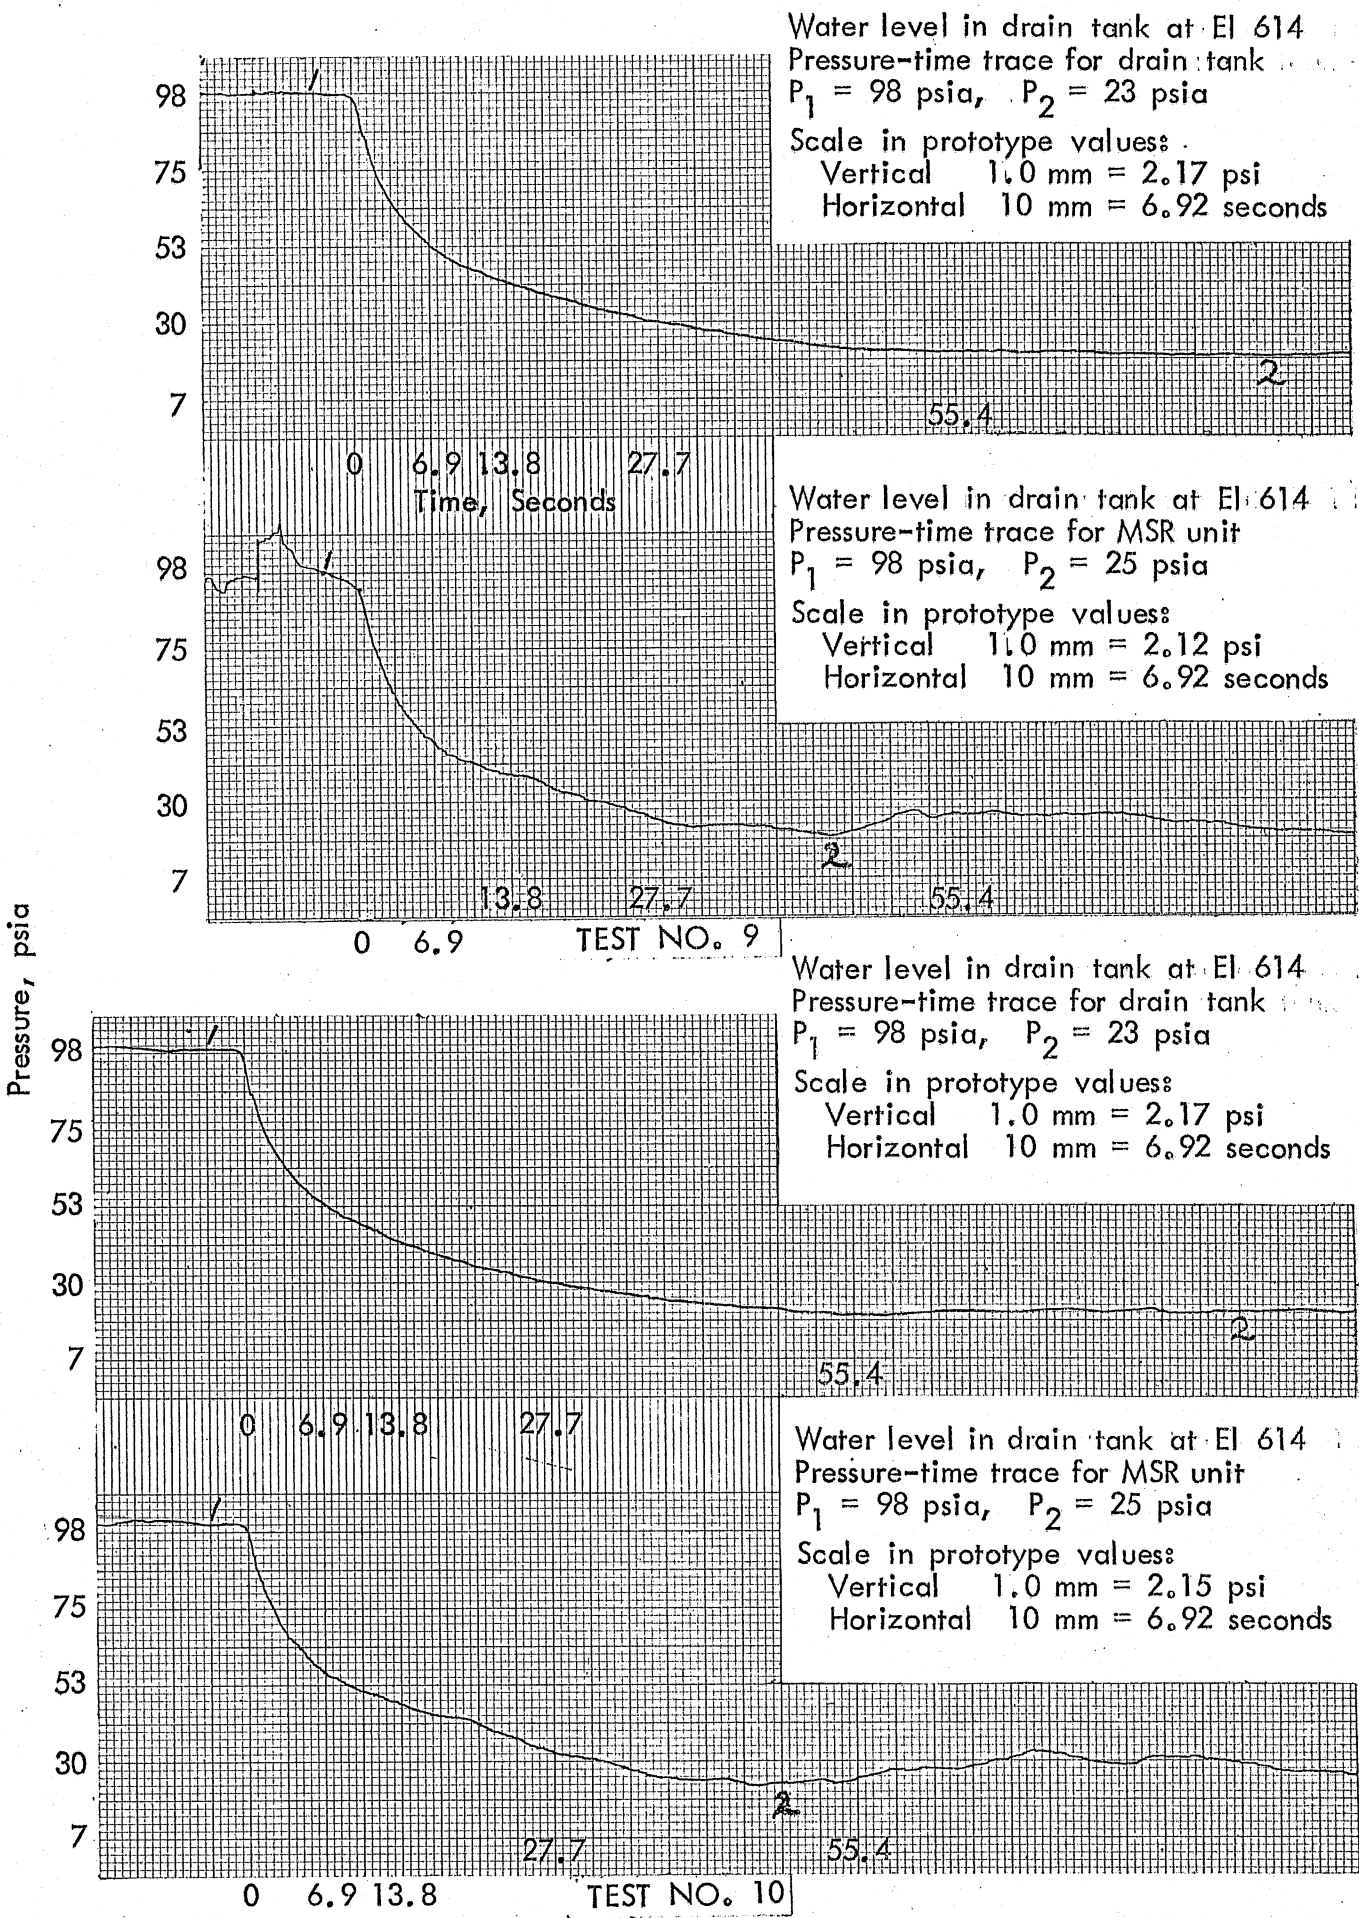 Water level in drain tank at El 614
Pressure-time trace for drain tank
P1 = 98 psia, P2 = 23 psia
Scale in prototype values:
Vertical 1.0 mm = 2.17 psi
Horizontal 10 mm = 6.92 seconds
1
98
75
53
30
7
2
55.4
0 6.9 13.8 27.7
Time, Seconds
Water level in drain tank at El 614
Pressure-time trace for MSR unit
P1 = 98 psia, P2 = 25 psia
Scale in prototype values:
Vertical 1.0 mm = 2.12 psi
Horizontal 10 mm = 6.92 seconds
1
98
75
53
30
7
2
13.8 27.7 55.4
0 6.9 TEST NO. 9
Pressure, psia
Water level in drain tank at El 614
Pressure-time trace for drain tank
P1 = 98 psia, P2 = 23 psia
Scale in prototype values:
Vertical 1.0 mm = 2.17 psi
Horizontal 10 mm = 6.92 seconds
1
98
75
53
30
7
2
55.4
0 6.9 13.8 27.7
Water level in drain tank at El 614
Pressure-time trace for MSR unit
P1 = 98 psia, P2 = 25 psia
Scale in prototype values:
Vertical 1.0 mm = 2.15 psi
Horizontal 10 mm = 6.92 seconds
1
98
75
53
30
7
2
27.7 55.4
0 6.9 13.8 TEST NO. 10